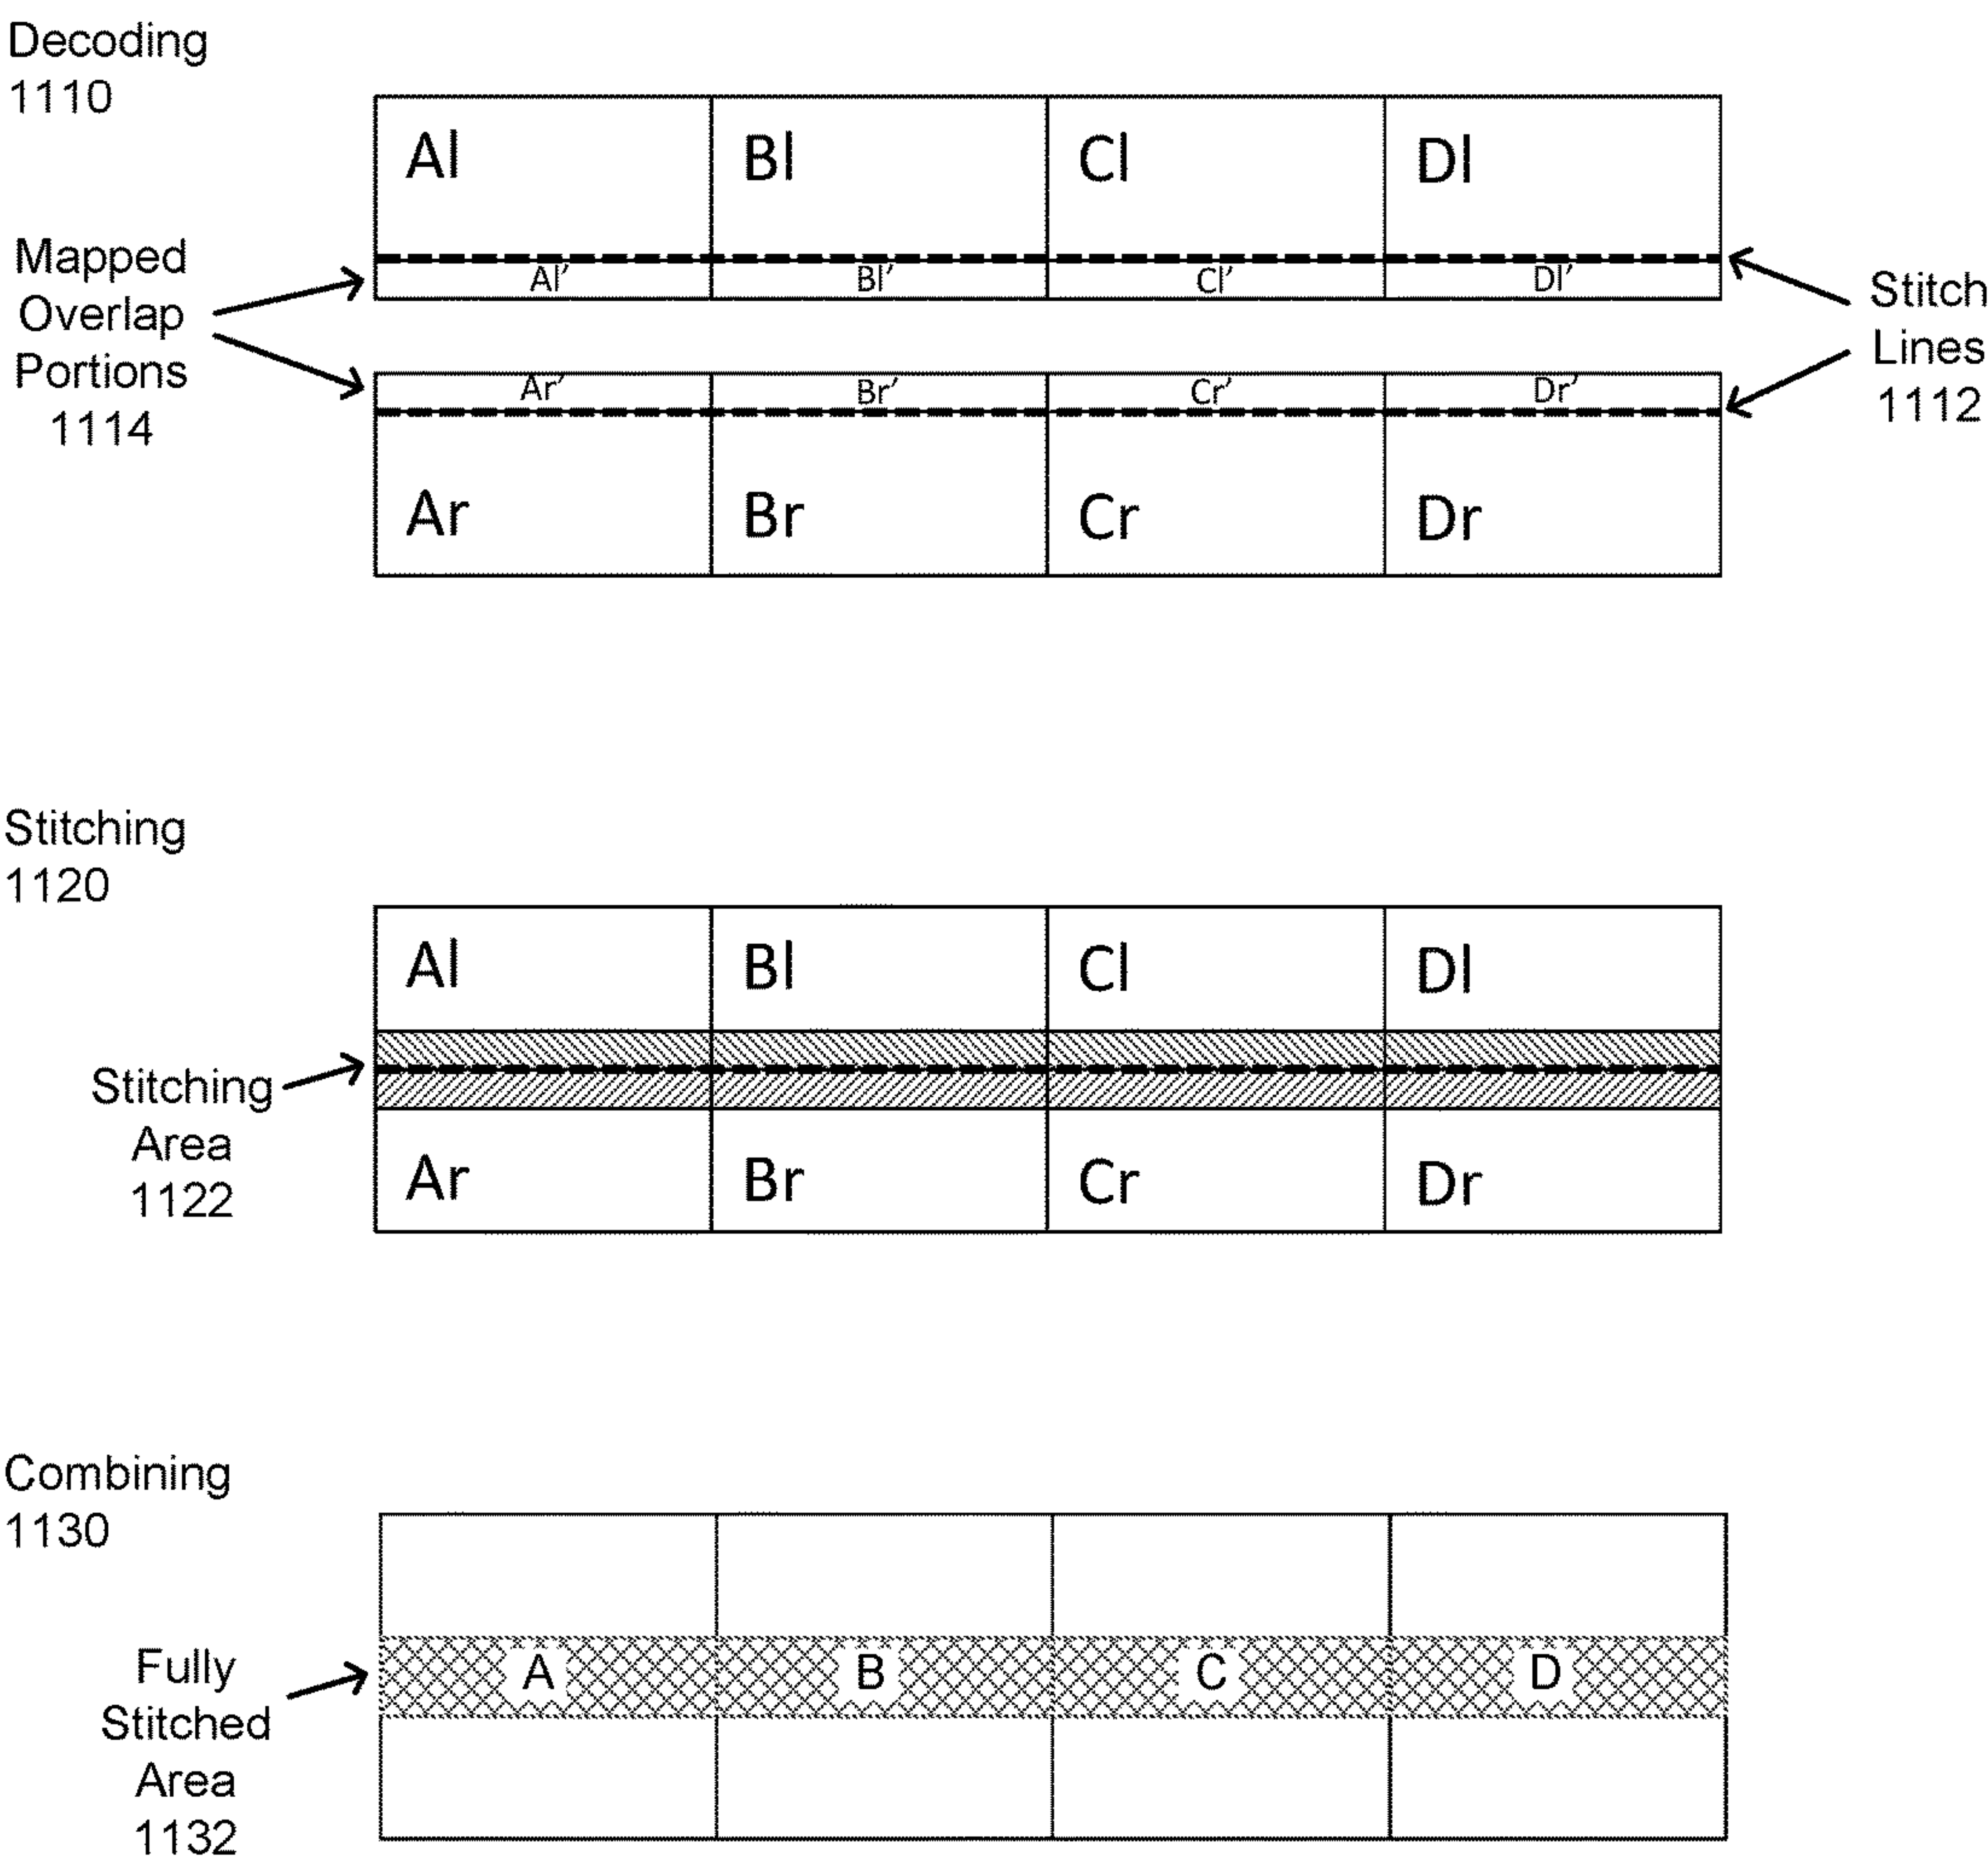 Decoding
1110
Al Bl Cl Dl
Mapped
Overlap
Portions
1114
Al’ Bl’ Cl’ Dl’
Stitch
Lines
1112
Ar’ Br’ Cr’ Dr’
Ar Br Cr Dr
Stitching
1120
Al Bl Cl Dl
Stitching
Area
1122
Ar Br Cr Dr
Combining
1130
Fully
Stitched
Area
1132
A B C D